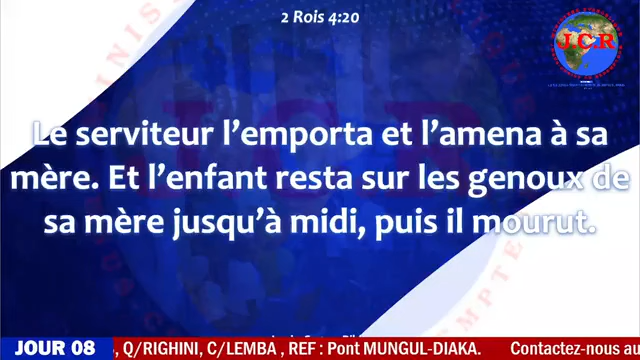 2 Rois 4:20
J.C.R
Le serviteur l’emporta et l’amena à sa
mère. Et l’enfant resta sur les genoux de
sa mère jusqu’à midi, puis il mourut.
JOUR 08 , Q/RIGHINI, C/LEMBA , REF : Pont MUNGUL-DIAKA. Contactez-nous au